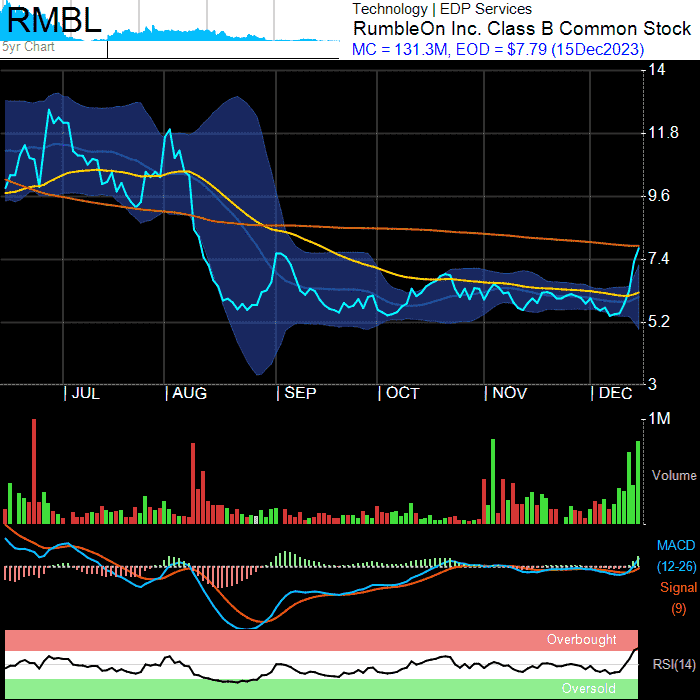 RMBL
5yr Chart
Technology | EDP Services
RumbleOn Inc. Class B Common Stock
MC = 131.3M, EOD = $7.79 (15Dec2023)
14
11.8
9.6
7.4
5.2
3
JUL AUG SEP OCT NOV DEC
1M
Volume
MACD
(12-26)
Signal
(9)
Overbought
RSI(14)
Oversold